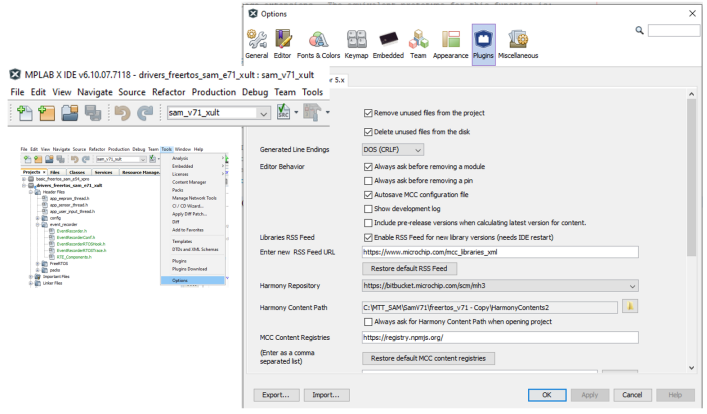 Options
General Editor Fonts & Colors Keymap Embedded Team Appearance Plugins Miscellaneous
MPLAB X IDE v6.10.07.7118 - drivers_freertos_sam_e71_xult : sam_v71_xult
File Edit View Navigate Source Refactor Production Debug Team Tools
sam_v71_xult
SRC
r 5.x
Remove unused files from the project
Delete unused files from the disk
Generated Line Endings
DOS (CRLF)
Editor Behavior
Always ask before removing a module
Always ask before removing a pin
Autosave MCC configuration file
Show development log
Include pre-release versions when calculating latest version for content.
Libraries RSS Feed
Enable RSS Feed for new library versions (needs IDE restart)
Enter new RSS Feed URL
https://www.microchip.com/mcc_libraries_xml
Restore default RSS Feed
Harmony Repository
https://bitbucket.microchip.com/scm/mh3
Harmony Content Path
C:\MTT_SAM\SamV71\freertos_v71 - Copy\HarmonyContents2
Always ask for Harmony Content Path when opening project
MCC Content Registries
https://registry.npmjs.org/
(Enter as a comma
separated list)
Restore default MCC content registries
Export...
Import...
OK
Apply
Cancel
Help
File Edit View Navigate Source Refactor Production Debug Team Tools Window Help
sam_v71_xult
Projects × Files Classes Services Resource Manage...
basic_freertos_sam_e34_xpro
drivers_freertos_sam_v71_xult
Header Files
app_eeprom_thread.h
app_sensor_thread.h
app_user_input_thread.h
config
event_recorder
EventRecorder.h
EventRecorderConf.h
EventRecorderRTOSHook.h
EventRecorderRTOSTrace.h
RTE_Components.h
FreeRTOS
packs
Important Files
Linker Files
Analysis
Embedded
Licenses
Content Manager
Packs
Manage Network Tools
CI / CD Wizard...
Apply Diff Patch...
Diff
Add to Favorites
Templates
DTDs and XML Schemas
Plugins
Plugins Download
Options